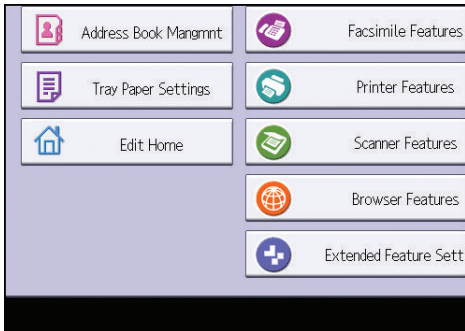 Address Book Mangmnt
Facsimile Features
Tray Paper Settings
Printer Features
Edit Home
Scanner Features
Browser Features
Extended Feature Sett